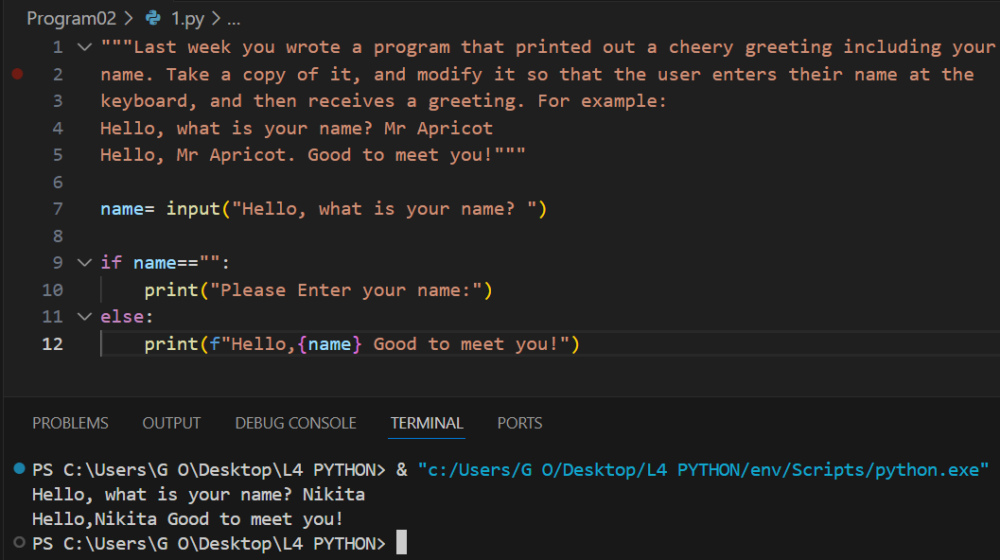 Program02 > 1.py > ...
1 """Last week you wrote a program that printed out a cheery greeting including your
2 name. Take a copy of it, and modify it so that the user enters their name at the
3 keyboard, and then receives a greeting. For example:
4 Hello, what is your name? Mr Apricot
5 Hello, Mr Apricot. Good to meet you!"""
6
7 name= input("Hello, what is your name? ")
8
9 if name=="":
10     print("Please Enter your name:")
11 else:
12     print(f"Hello,{name} Good to meet you!")
PROBLEMS OUTPUT DEBUG CONSOLE TERMINAL PORTS
PS C:\Users\G O\Desktop\L4 PYTHON> & "c:/Users/G O/Desktop/L4 PYTHON/env/Scripts/python.exe"
Hello, what is your name? Nikita
Hello,Nikita Good to meet you!
PS C:\Users\G O\Desktop\L4 PYTHON>